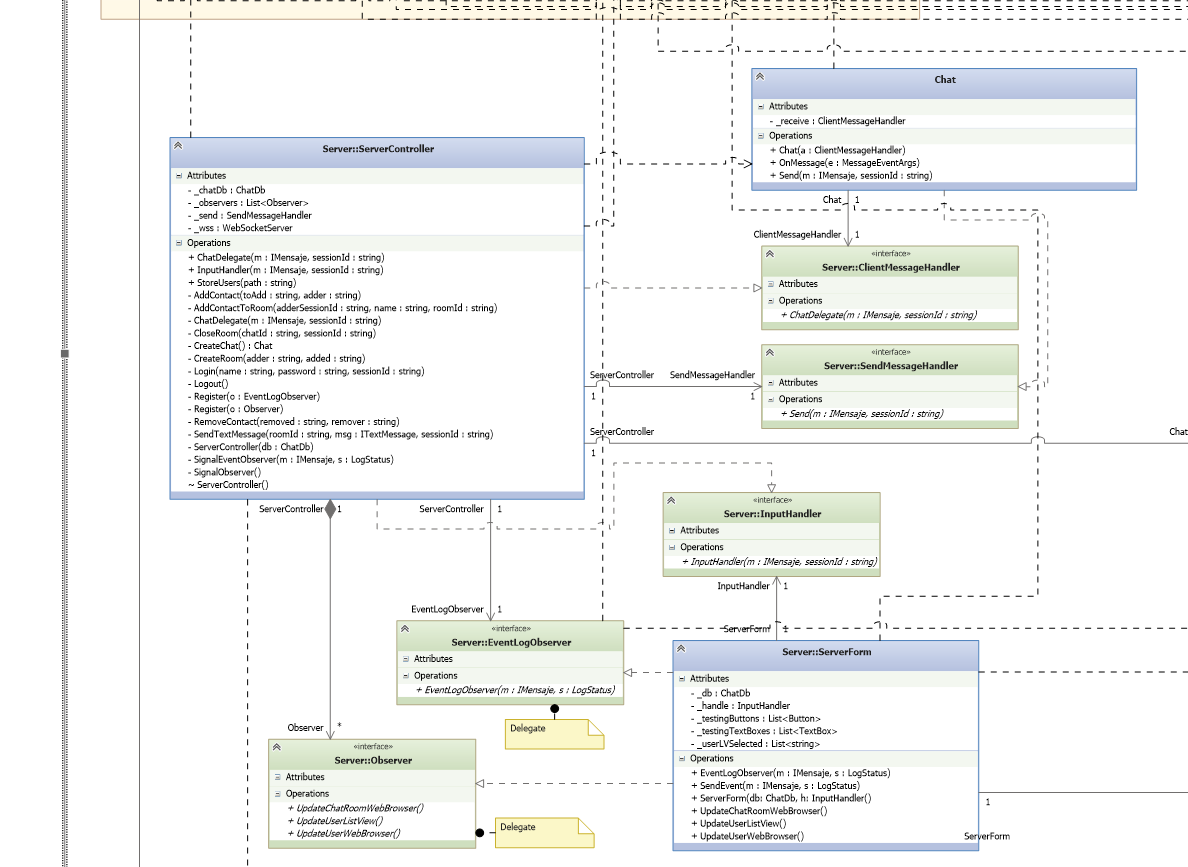 Chat
Attributes
- _receive : ClientMessageHandler
Operations
+ Chat(a : ClientMessageHandler)
+ OnMessage(e : MessageEventArgs)
+ Send(m : IMensaje, sessionId : string)
Server::ServerController
Attributes
- _chatDb : ChatDb
- _observers : List<Observer>
- _send : SendMessageHandler
- _wss : WebSocketServer
Operations
+ ChatDelegate(m : IMensaje, sessionId : string)
+ InputHandler(m : IMensaje, sessionId : string)
+ StoreUsers(path : string)
- AddContact(toAdd : string, adder : string)
- AddContactToRoom(adderSessionId : string, name : string, roomId : string)
- ChatDelegate(m : IMensaje, sessionId : string)
- CloseRoom(chatId : string, sessionId : string)
- CreateChat() : Chat
- CreateRoom(adder : string, added : string)
- Login(name : string, password : string, sessionId : string)
- Logout()
- Register(o : EventLogObserver)
- Register(o : Observer)
- RemoveContact(removed : string, remover : string)
- SendTextMessage(roomId : string, msg : ITextMessage, sessionId : string)
- ServerController(db : ChatDb)
- SignalEventObserver(m : IMensaje, s : LogStatus)
- SignalObserver()
~ ServerController()
Chat 1
ClientMessageHandler 1
«interface»
Server::ClientMessageHandler
Attributes
Operations
+ ChatDelegate(m : IMensaje, sessionId : string)
ServerController SendMessageHandler
1 1
«interface»
Server::SendMessageHandler
Attributes
Operations
+ Send(m : IMensaje, sessionId : string)
ServerController
1
Chat
ServerController 1
ServerController 1
«interface»
Server::InputHandler
Attributes
Operations
+ InputHandler(m : IMensaje, sessionId : string)
InputHandler 1
ServerForm 1
EventLogObserver 1
«interface»
Server::EventLogObserver
Attributes
Operations
+ EventLogObserver(m : IMensaje, s : LogStatus)
Delegate
Observer *
«interface»
Server::Observer
Attributes
Operations
+ UpdateChatRoomWebBrowser()
+ UpdateUserListView()
+ UpdateUserWebBrowser()
Delegate
Server::ServerForm
Attributes
- _db : ChatDb
- _handle : InputHandler
- _testingButtons : List<Button>
- _testingTextBoxes : List<TextBox>
- _userLVSelected : List<string>
Operations
+ EventLogObserver(m : IMensaje, s : LogStatus)
+ SendEvent(m : IMensaje, s : LogStatus)
+ ServerForm(db: ChatDb, h: InputHandler()
+ UpdateChatRoomWebBrowser()
+ UpdateUserListView()
+ UpdateUserWebBrowser()
1
ServerForm